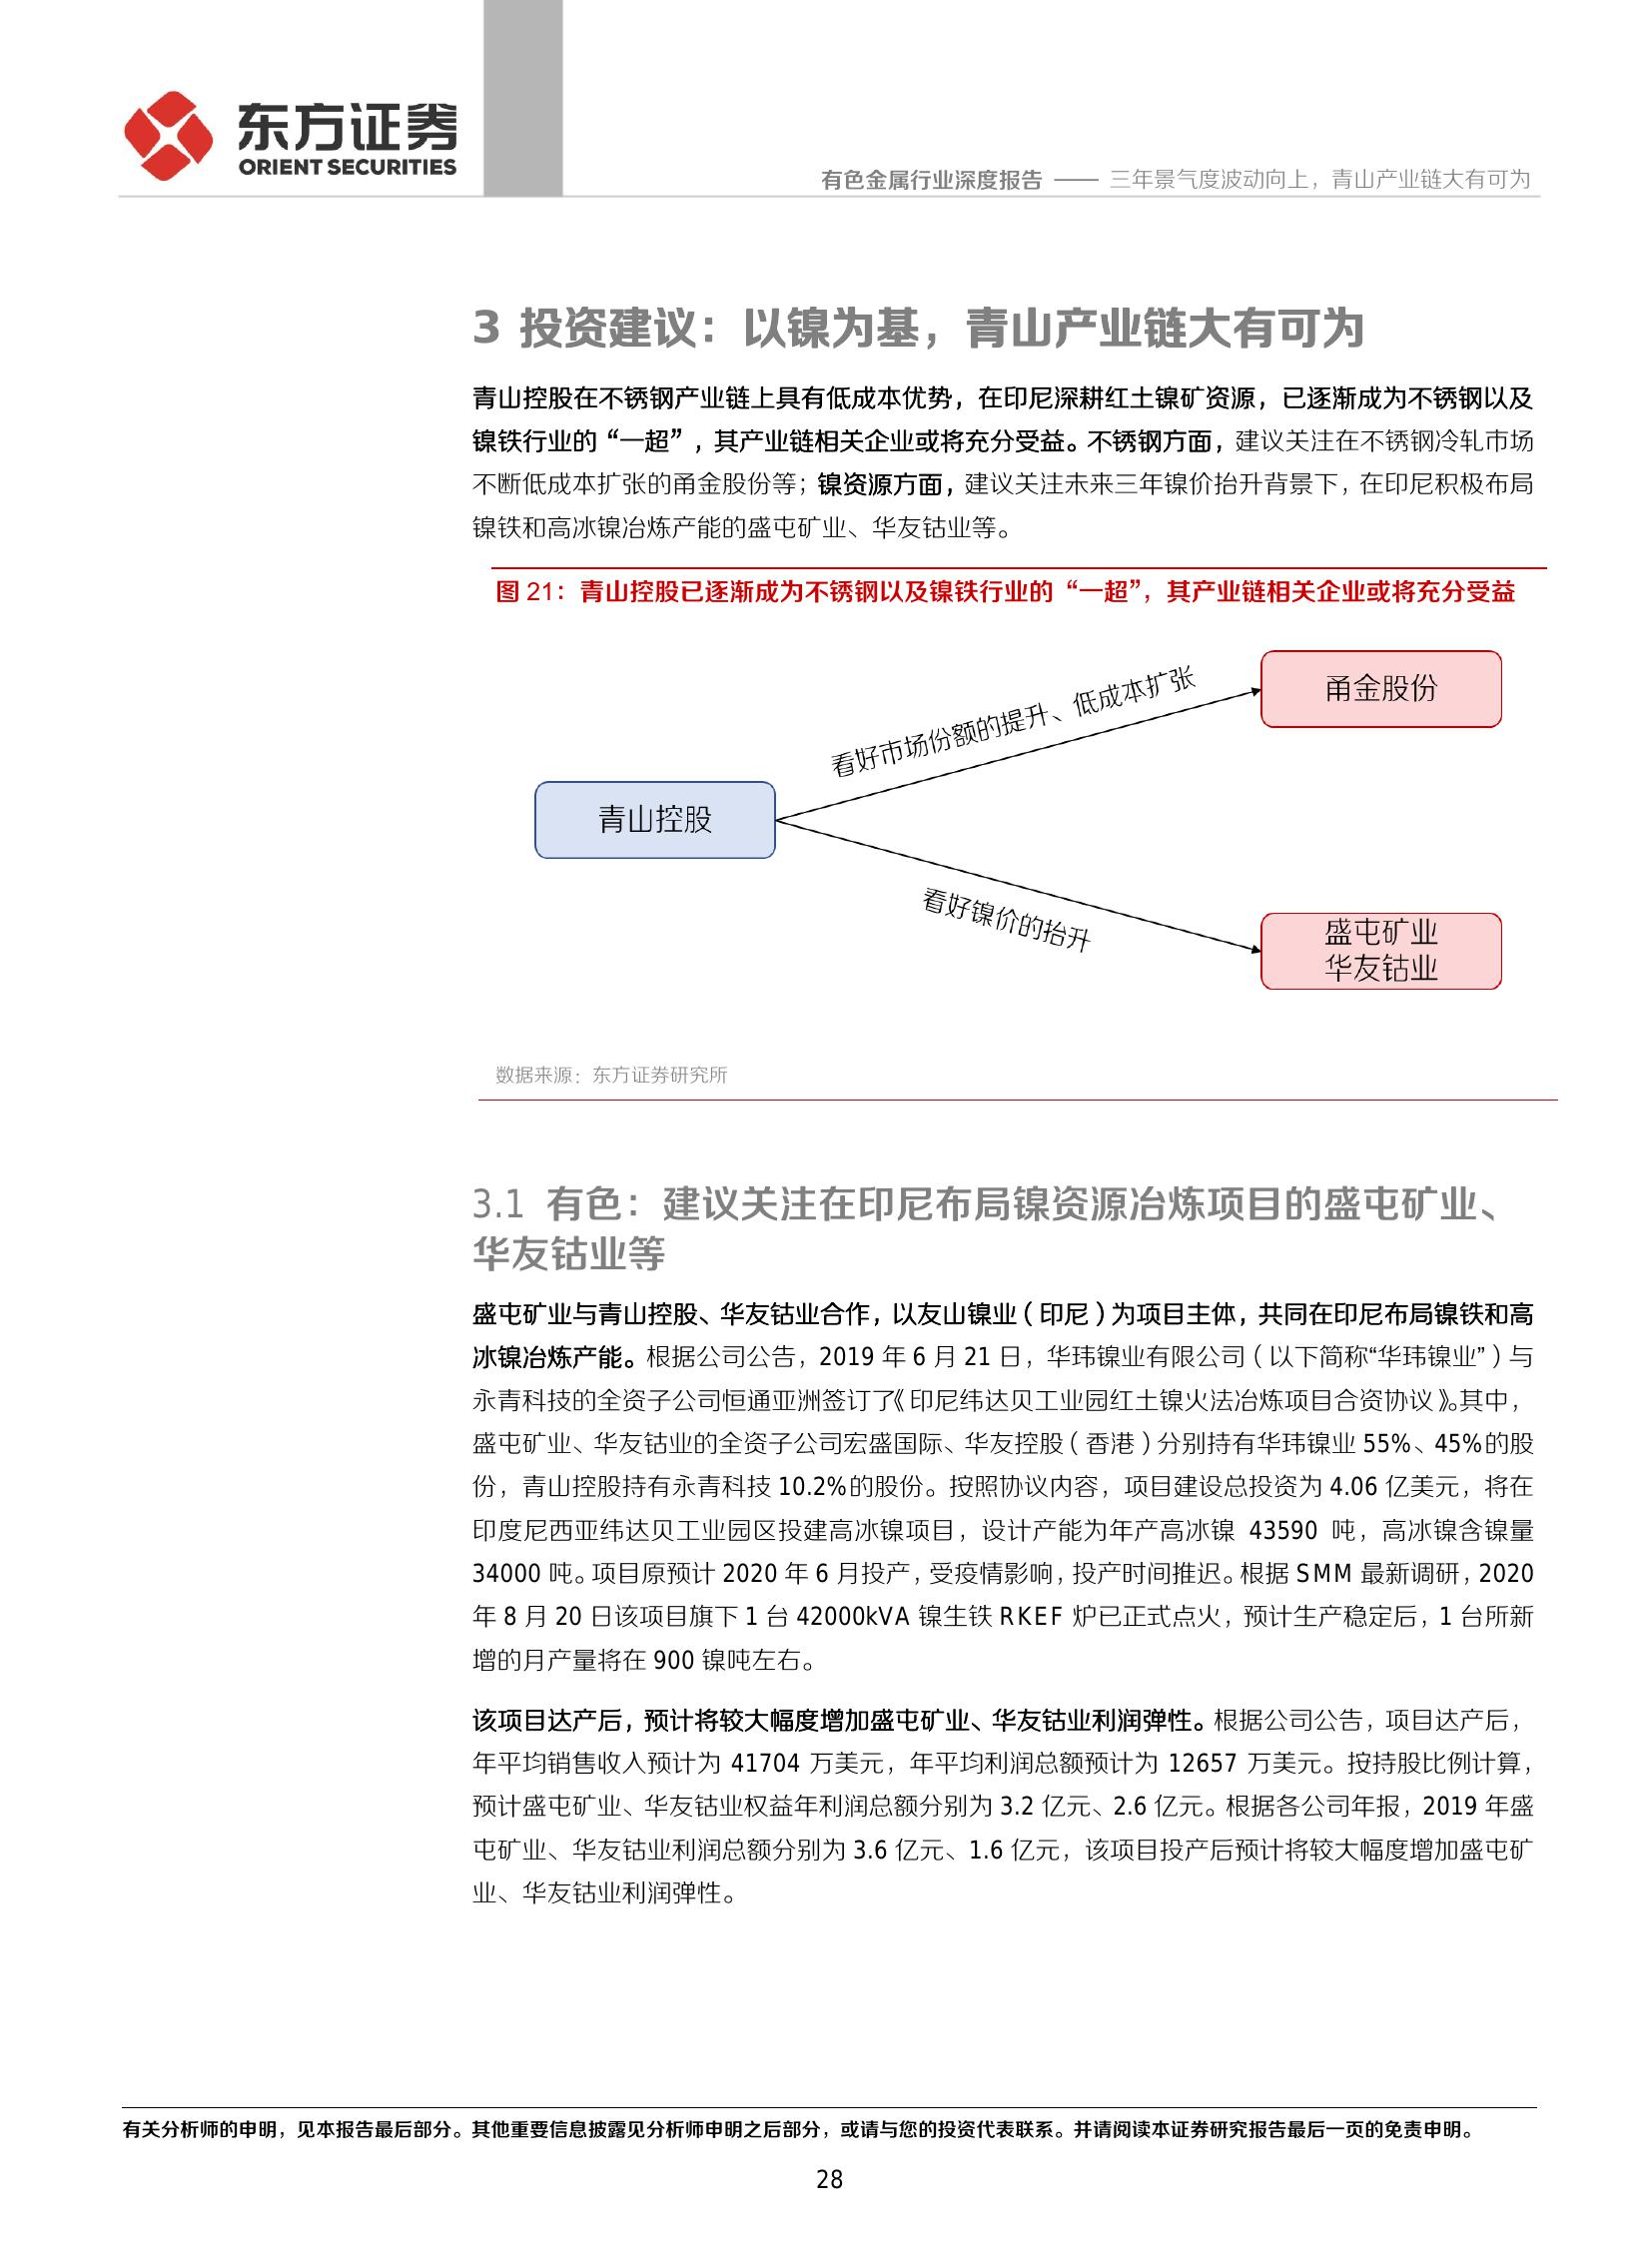 东方证券
ORIENT SECURITIES
有色金属行业深度报告 —— 三年景气度波动向上，青山产业链大有可为
3 投资建议：以镍为基，青山产业链大有可为
青山控股在不锈钢产业链上具有低成本优势，在印尼深耕红土镍矿资源，已逐渐成为不锈钢以及
镍铁行业的“一超”，其产业链相关企业或将充分受益。不锈钢方面，建议关注在不锈钢冷轧市场
不断低成本扩张的甬金股份等；镍资源方面，建议关注未来三年镍价抬升背景下，在印尼积极布局
镍铁和高冰镍冶炼产能的盛屯矿业、华友钴业等。
图 21：青山控股已逐渐成为不锈钢以及镍铁行业的“一超”，其产业链相关企业或将充分受益
看好市场份额的提升、低成本扩张
甬金股份
青山控股
看好镍价的抬升
盛屯矿业
华友钴业
数据来源：东方证券研究所
3.1 有色：建议关注在印尼布局镍资源冶炼项目的盛屯矿业、
华友钴业等
盛屯矿业与青山控股、华友钴业合作，以友山镍业（印尼）为项目主体，共同在印尼布局镍铁和高
冰镍冶炼产能。根据公司公告，2019 年 6 月 21 日，华玮镍业有限公司（以下简称“华玮镍业”）与
永青科技的全资子公司恒通亚洲签订了《印尼纬达贝工业园红土镍火法冶炼项目合资协议》。其中，
盛屯矿业、华友钴业的全资子公司宏盛国际、华友控股（香港）分别持有华玮镍业 55%、45%的股
份，青山控股持有永青科技 10.2%的股份。按照协议内容，项目建设总投资为 4.06 亿美元，将在
印度尼西亚纬达贝工业园区投建高冰镍项目，设计产能为年产高冰镍 43590 吨，高冰镍含镍量
34000 吨。项目原预计 2020 年 6 月投产，受疫情影响，投产时间推迟。根据 SMM 最新调研，2020
年 8 月 20 日该项目旗下 1 台 42000kVA 镍生铁 RKEF 炉已正式点火，预计生产稳定后，1 台所新
增的月产量将在 900 镍吨左右。
该项目达产后，预计将较大幅度增加盛屯矿业、华友钴业利润弹性。根据公司公告，项目达产后，
年平均销售收入预计为 41704 万美元，年平均利润总额预计为 12657 万美元。按持股比例计算，
预计盛屯矿业、华友钴业权益年利润总额分别为 3.2 亿元、2.6 亿元。根据各公司年报，2019 年盛
屯矿业、华友钴业利润总额分别为 3.6 亿元、1.6 亿元，该项目投产后预计将较大幅度增加盛屯矿
业、华友钴业利润弹性。
有关分析师的申明，见本报告最后部分。其他重要信息披露见分析师申明之后部分，或请与您的投资代表联系。并请阅读本证券研究报告最后一页的免责申明。
28